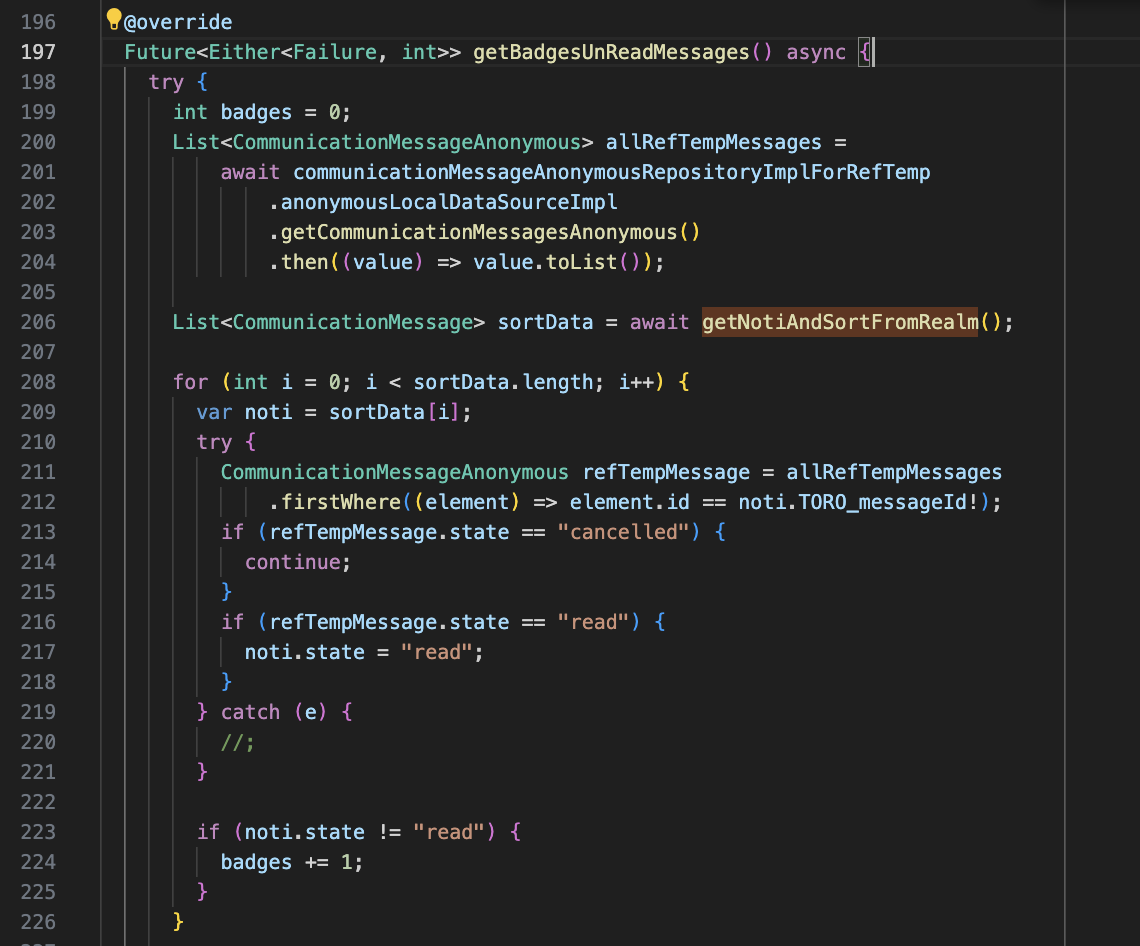 196 @override
197 Future<Either<Failure, int>> getBadgesUnReadMessages() async {
198 try {
199 int badges = 0;
200 List<CommunicationMessageAnonymous> allRefTempMessages =
201 await communicationMessageAnonymousRepositoryImplForRefTemp
202 .anonymousLocalDataSourceImpl
203 .getCommunicationMessagesAnonymous()
204 .then((value) => value.toList());
205
206 List<CommunicationMessage> sortData = await getNotiAndSortFromRealm();
207
208 for (int i = 0; i < sortData.length; i++) {
209 var noti = sortData[i];
210 try {
211 CommunicationMessageAnonymous refTempMessage = allRefTempMessages
212 .firstWhere((element) => element.id == noti.TORO_messageId!);
213 if (refTempMessage.state == "cancelled") {
214 continue;
215 }
216 if (refTempMessage.state == "read") {
217 noti.state = "read";
218 }
219 } catch (e) {
220 //;
221 }
222
223 if (noti.state != "read") {
224 badges += 1;
225 }
226 }